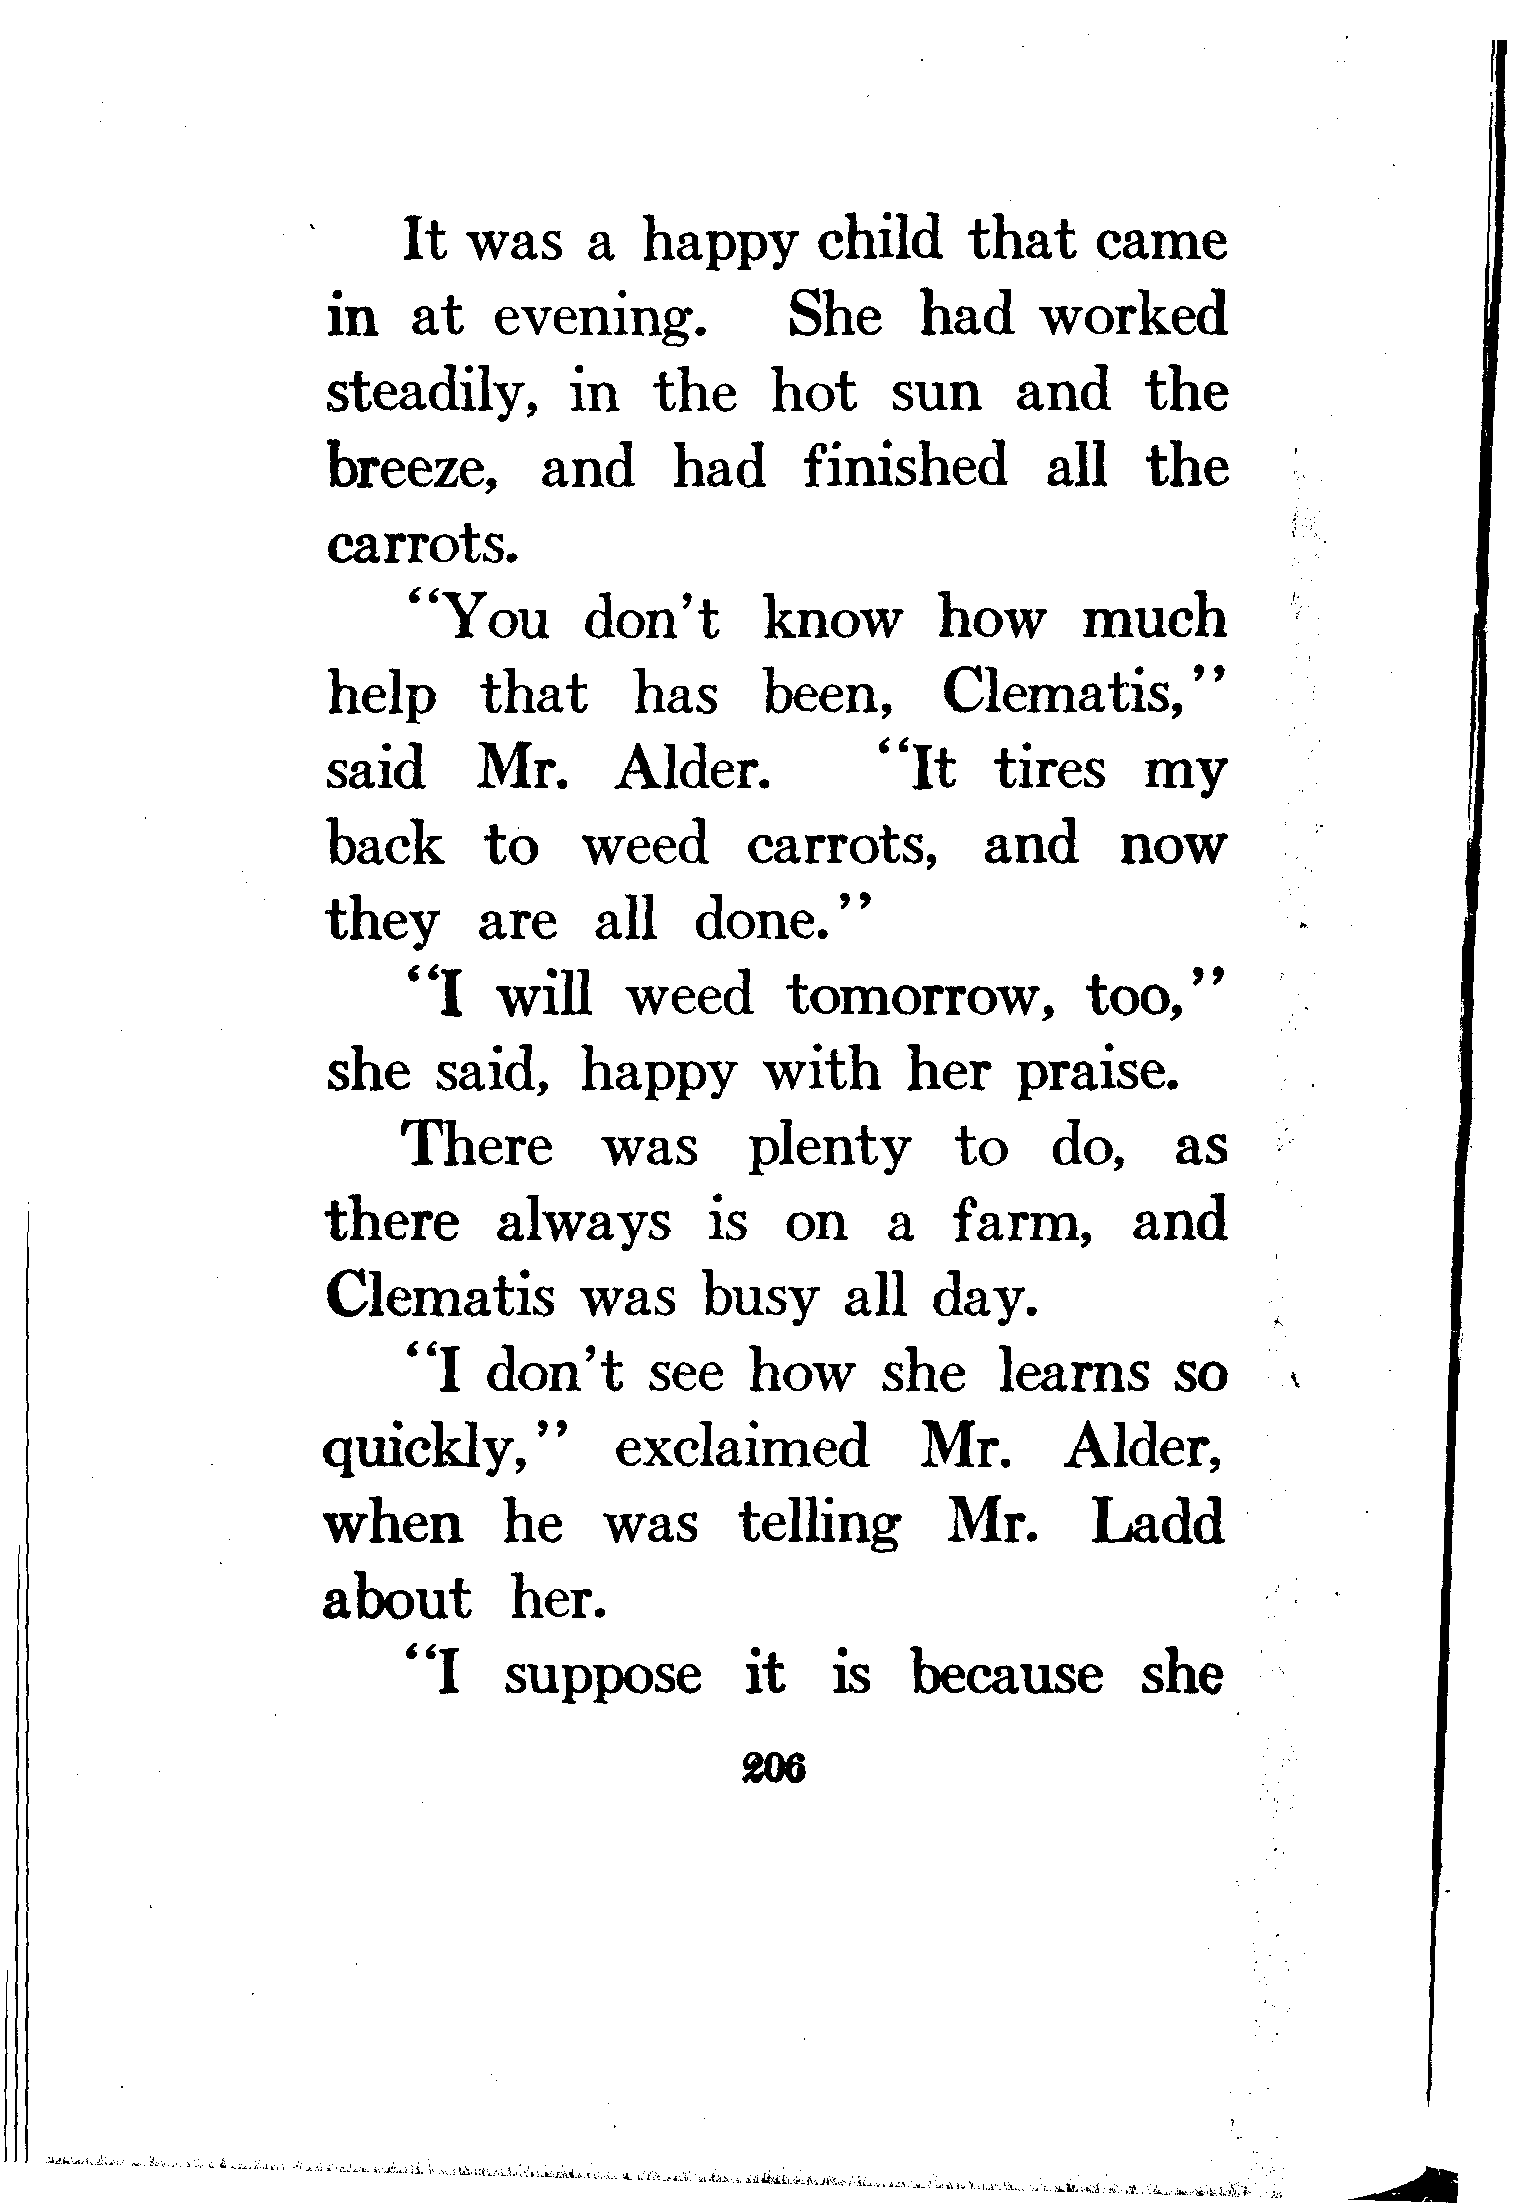 It was a happy child that came
in at evening. She had worked
steadily, in the hot sun and the
breeze, and had finished all the
carrots.
"You don't know how much
help that has been, Clematis,"
said Mr. Alder. "It tires my
back to weed carrots, and now
they are all done."
"I will weed tomorrow, too,"
she said, happy with her praise.
There was plenty to do, as
there always is on a farm, and
Clematis was busy all day.
"I don't see how she learns so
quickly," exclaimed Mr. Alder,
when he was telling Mr. Ladd
about her.
"I suppose it is because she
206